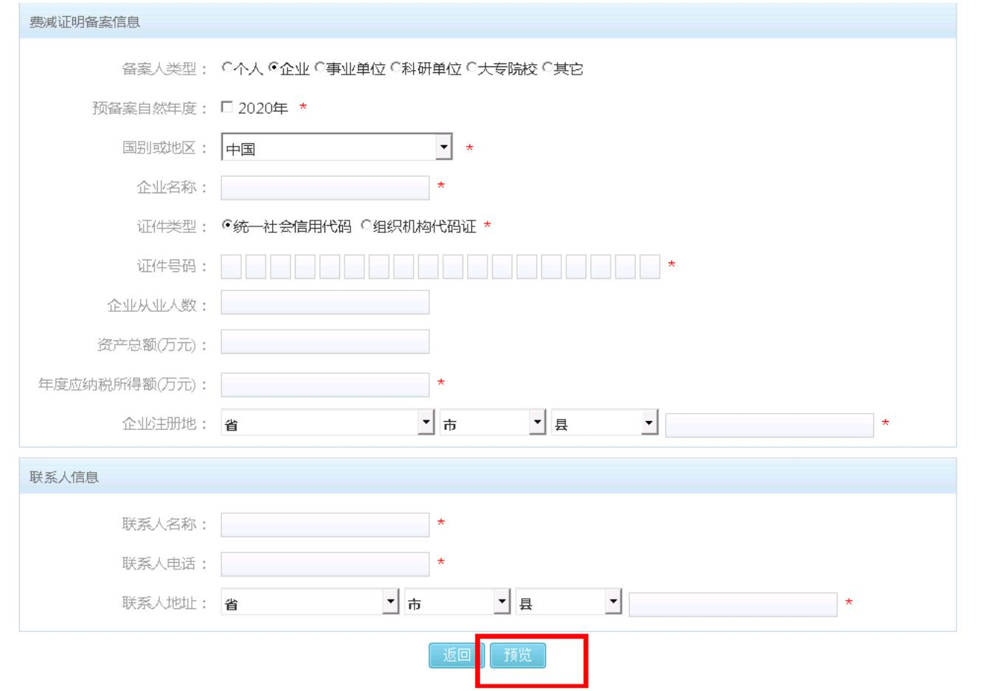 费减证明备案信息
备案人类型： 个人 企业 事业单位 科研单位 大专院校 其它
预备案自然年度： 2020年 *
国别或地区： 中国 *
企业名称： *
证件类型： 统一社会信用代码 组织机构代码证 *
证件号码： *
企业从业人数：
资产总额(万元)：
年度应纳税所得额(万元)： *
企业注册地： 省 市 县 *
联系人信息
联系人名称： *
联系人电话： *
联系人地址： 省 市 县 *
返回 预览